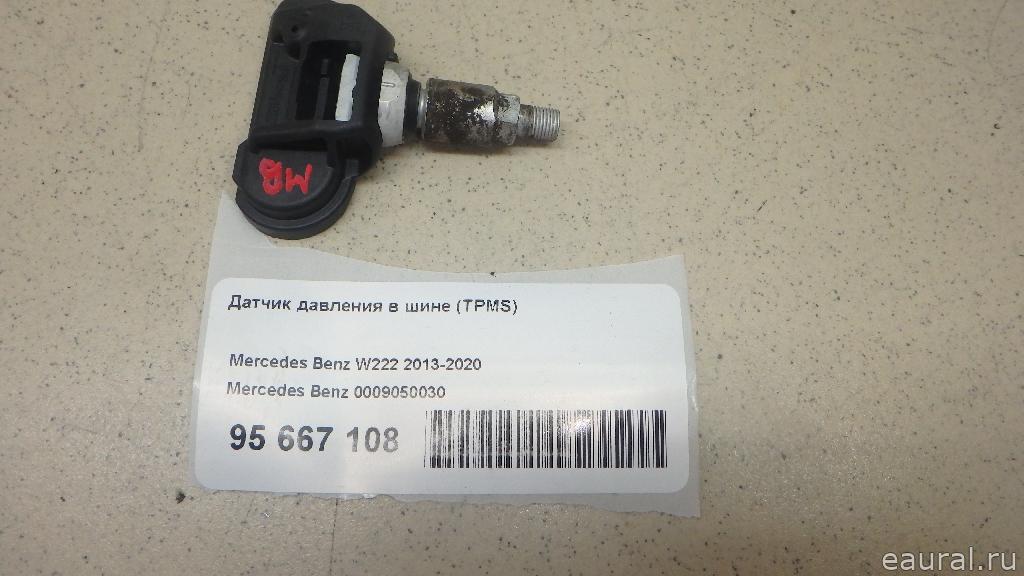 MB
Датчик давления в шине (TPMS)
Mercedes Benz W222 2013-2020
Mercedes Benz 0009050030
95 667 108
eaural.ru